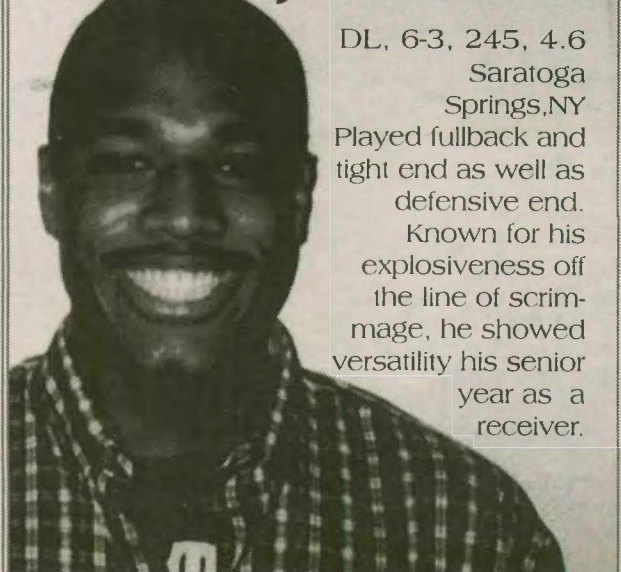 DL, 6-3, 245, 4.6
Saratoga
Springs,NY
Played fullback and
tight end as well as
defensive end.
Known for his
explosiveness off
the line of scrim-
mage, he showed
versatility his senior
year as a
receiver.